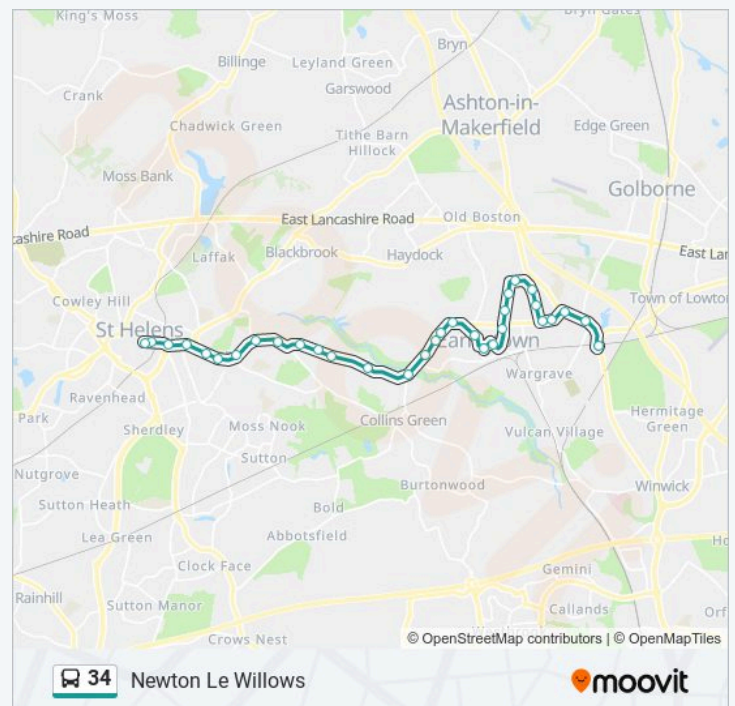 King's Moss
Bryn Gates
Billinge
Leyland Green
Bryn
Garswood
Crank
Ashton-in-
Makerfield
Chadwick Green
Tithe Barn
Hillock
Edge Green
Moss Bank
Golborne
East Lancashire Road
Old Boston
cashire Road
Laffak
Blackbrook
Haydock
East Lan
Cowley Hill
Town of Lowto
St Helens
Wargrave
Ravenhead
Park
Sherdley
Moss Nook
Collins Green
Hermitage
Green
Vulcan Village
Nutgrove
Sutton
Burtonwood
Winwick
Sutton Heath
Bold
Lea Green
Abbotsfield
Clock Face
Gemini
Rainhill
Sutton Manor
Callands
Orf
Crows Nest
© OpenStreetMap contributors | © OpenMapTiles
34 Newton Le Willows
moovit